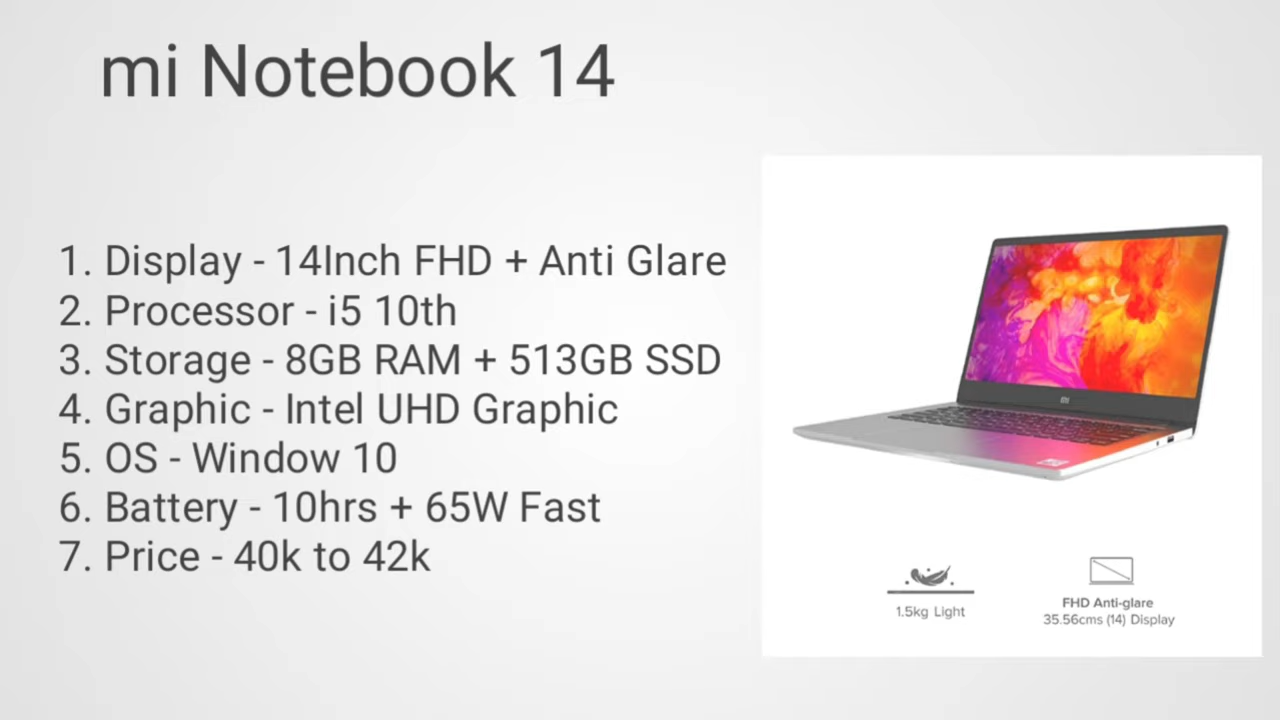 mi Notebook 14
1. Display - 14Inch FHD + Anti Glare
2. Processor - i5 10th
3. Storage - 8GB RAM + 513GB SSD
4. Graphic - Intel UHD Graphic
5. OS - Window 10
6. Battery - 10hrs + 65W Fast
7. Price - 40k to 42k
mi
1.5kg Light
FHD Anti-glare
35.56cms (14) Display